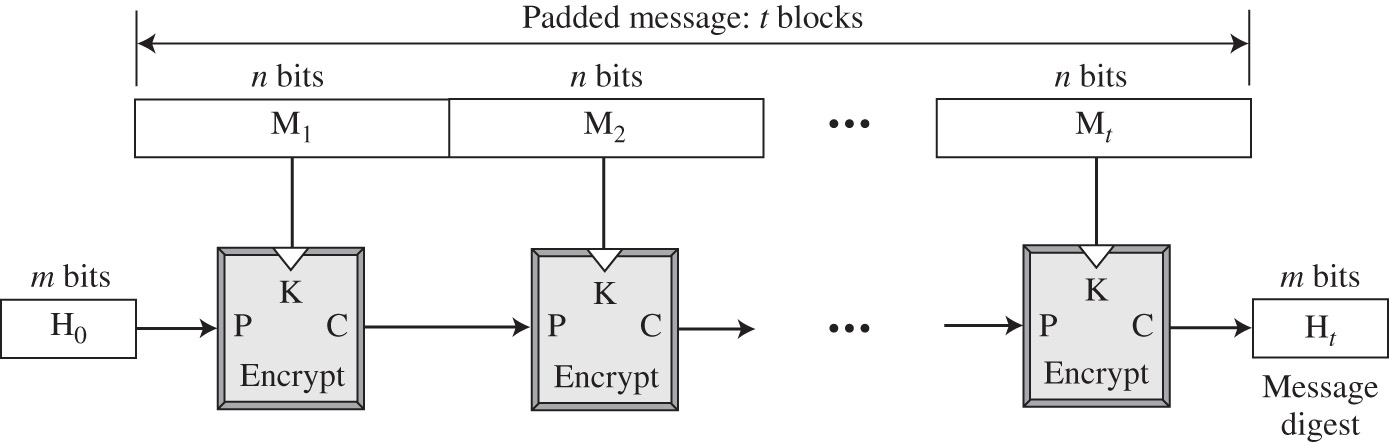 Padded message: t blocks
n bits n bits n bits
M1 M2 ... Mt
m bits K K K m bits
H0 P C P C ... P C Ht
Encrypt Encrypt Encrypt
Message
digest